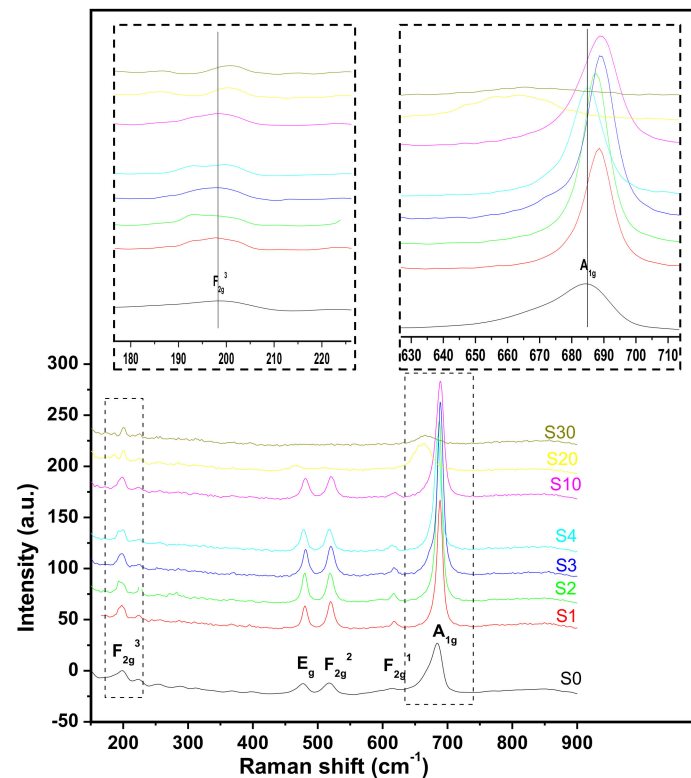 F2g3
180 190 200 210 220
A1g
630 640 650 660 670 680 690 700 710
300
250
200
150
100
50
0
-50
Intensity (a.u.)
S30
S20
S10
S4
S3
S2
S1
S0
F2g3
Eg
F2g2
F2g1
A1g
200 300 400 500 600 700 800 900
Raman shift (cm-1)